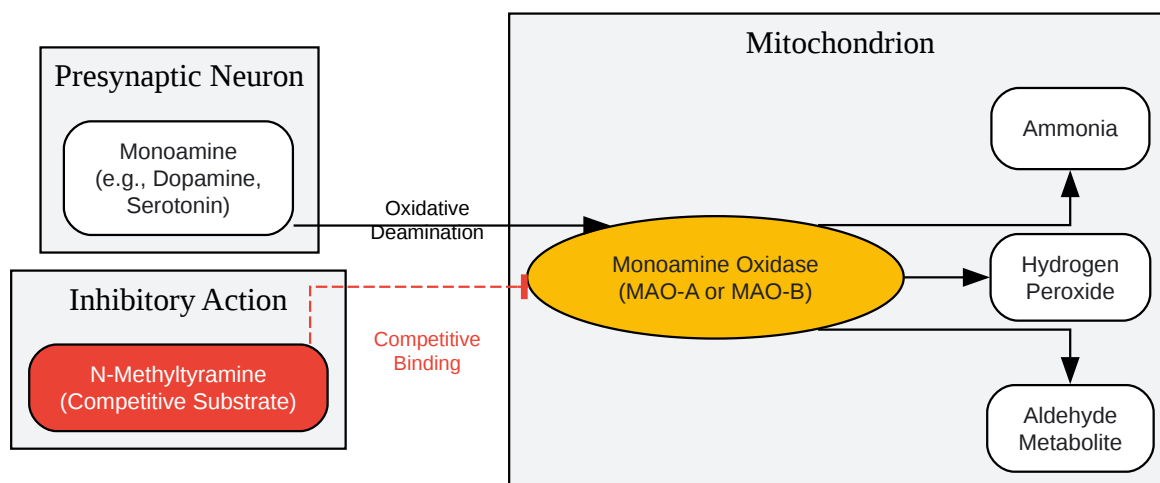 Presynaptic Neuron
Monoamine
(e.g., Dopamine,
Serotonin)
Oxidative
Deamination
Inhibitory Action
N-Methyltyramine
(Competitive Substrate)
Competitive
Binding
Mitochondrion
Monoamine Oxidase
(MAO-A or MAO-B)
Ammonia
Hydrogen
Peroxide
Aldehyde
Metabolite